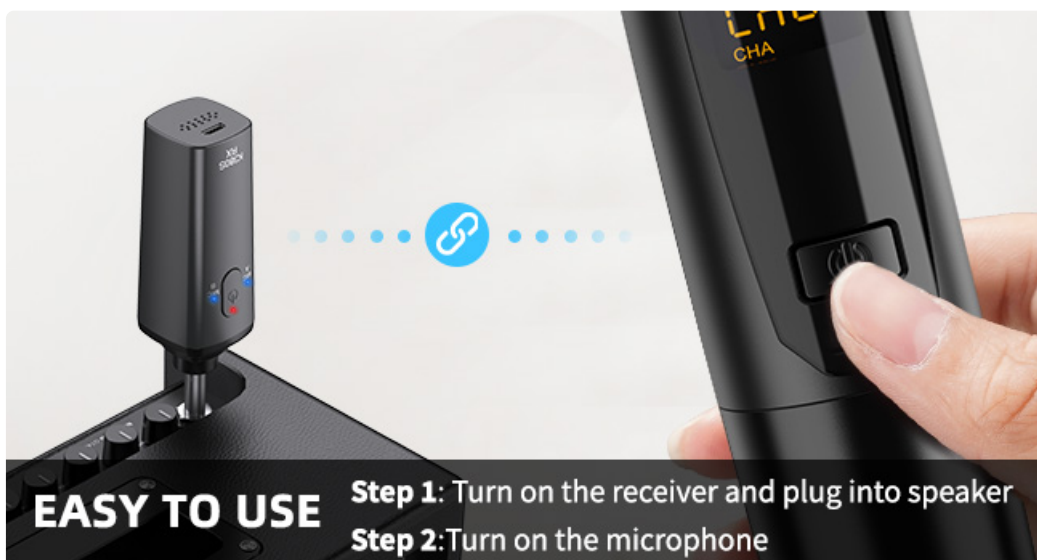 CHA
RX
EASY TO USE
Step 1: Turn on the receiver and plug into speaker
Step 2:Turn on the microphone